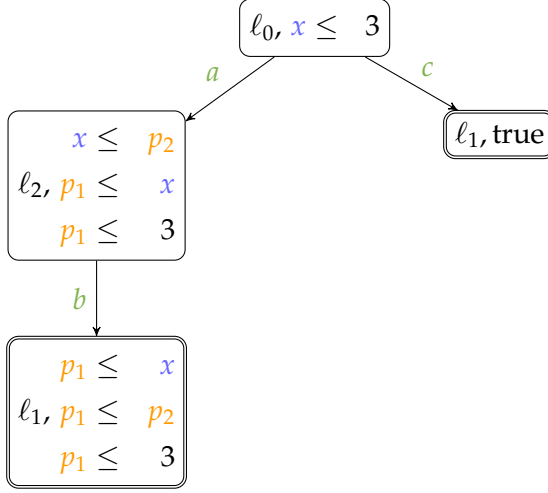 ℓ₀, x ≤ 3
a
c
ℓ₁, true
x ≤ p₂
ℓ₂, p₁ ≤ x
p₁ ≤ 3
b
p₁ ≤ x
ℓ₁, p₁ ≤ p₂
p₁ ≤ 3